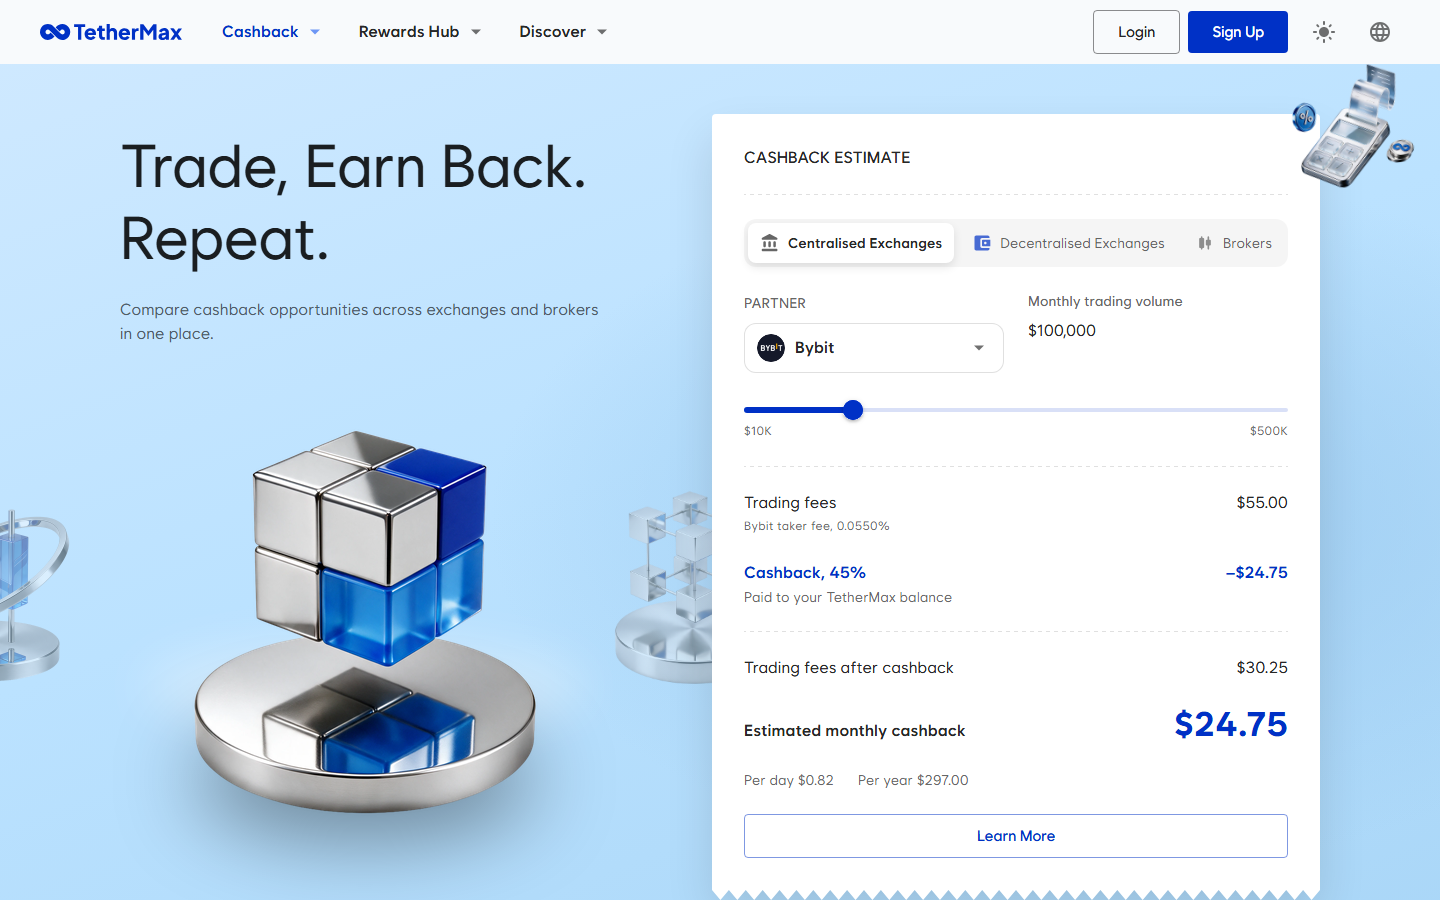 TetherMax
Cashback
Rewards Hub
Discover
Login
Sign Up
Trade, Earn Back.
Repeat.
Compare cashback opportunities across exchanges and brokers
in one place.
CASHBACK ESTIMATE
Centralised Exchanges
Decentralised Exchanges
Brokers
PARTNER
BYBIT
Bybit
Monthly trading volume
$100,000
$10K
$500K
Trading fees
$55.00
Bybit taker fee, 0.0550%
Cashback, 45%
–$24.75
Paid to your TetherMax balance
Trading fees after cashback
$30.25
Estimated monthly cashback
$24.75
Per day $0.82
Per year $297.00
Learn More